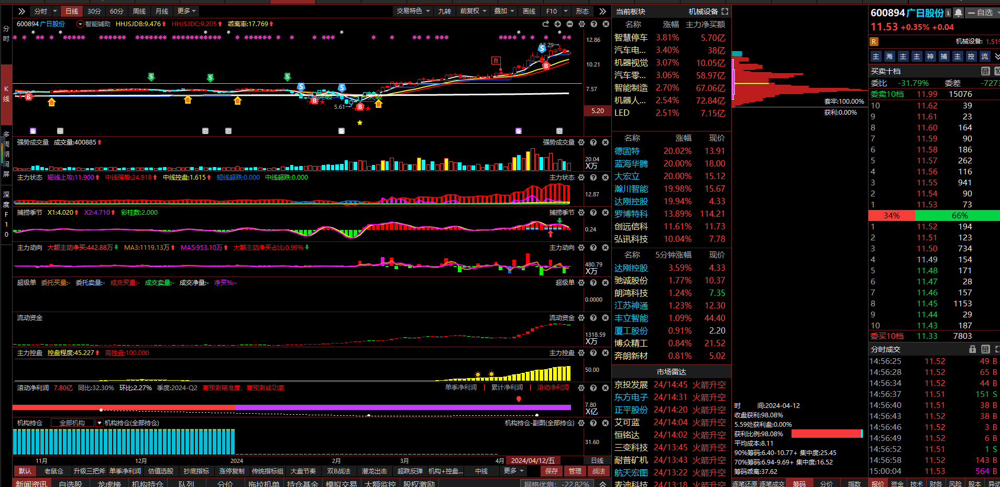 分时 日线 30分 60分 周线 月线 更多
交易特色 九转 前复权 叠加 画线 F10 形态
600894 广日股份 智能辅助 HHJSJDB:9.476 HHJSJDC:9.205 乖离率:17.769
分时
K线
多周期同屏
深度F10
12.86
10.21
7.57
5.20
12.29
5.61
自
强势成交量 成交量:400885 强势成交量
20.04
X万
主力状态 短线上攻:11.900 中线强势:24.918 中线控盘:1.615 短线超跌:0.000 中线超跌:0.000 主力状态
12.87
捕捞季节 X1:4.020 X2:4.710 彩柱数:2.000 捕捞季节
0.24
主力动向 大额主动净买:442.88万 MA3:1119.13万 MA5:953.10万 大额主动净买占比:0.99% 主力动向
480.79
X万
超级单 委托买量:- 委托卖量:- 成交买量:- 成交卖量:- 成交净量:- 净买%:- 超级单
0.0000
流动资金 流动资金
1318.59
X万
主力控盘 控盘程度:45.227 高控盘:100.000 主力控盘
50.00
滚动净利润 7.80亿 同比:32.30% 环比:2.27% 季度:2024-Q2 高预测精准度，高预测成功率 单季净利润 累计净利润 滚动净利润
7.80
X亿
机构持仓 全部机构 机构持仓(全部持仓) 机构持仓-副图(全部持仓)
31.60
11月 12月 2024 2月 3月 4月 2024/04/12/五 日线
默认 老鼠仓 升级三把斧 单季净利润 估值选股 抄底指标 涨停复制 传统指标组 大盘节奏 双B战法 潜龙出击 超跌反弹 机构+控盘... 中线 更多 保存 管理 战法
新闻资讯 自选股 龙虎榜 机构持仓 队列 分价 拖拉机单 持仓基金 模拟交易 大额监控 股权激励 网格优测: -22.82%
当前板块 机械设备
名称 涨幅 主力净买额
智慧停车 3.81% 5.70亿
汽车电... 3.40% 38亿
机器视觉 3.07% 10.05亿
汽车零... 3.06% 58.97亿
智能制造 2.70% 67.06亿
机器人... 2.54% 72.84亿
LED 2.51% 7.15亿
名称 涨幅 现价
德固特 20.02% 13.91
蓝海华腾 20.00% 18.00
大宏立 20.00% 15.12
瀚川智能 19.98% 15.67
达刚控股 19.94% 4.33
罗博特科 13.89% 114.21
创远信科 11.61% 11.73
弘讯科技 10.04% 7.78
名称 5分钟涨幅 现价
达刚控股 3.59% 4.33
驰诚股份 1.77% 10.37
朗鸿科技 1.24% 7.35
江苏神通 1.23% 12.30
丰立智能 1.09% 44.40
厦工股份 0.91% 2.20
博众精工 0.84% 21.52
奔朗新材 0.81% 5.02
市场雷达
京投发展 24/14:45 火箭升空
东方电子 24/14:31 火箭升空
正平股份 24/14:20 火箭升空
艾可蓝 24/14:04 火箭升空
恒铭达 24/14:02 火箭升空
三变科技 24/13:45 火箭升空
耐普矿机 24/13:43 火箭升空
航天宏图 24/13:22 火箭升空
麦迪科技 24/13:18 火箭升空
套牢:100.00%
获利:0.00%
时 间:2024-04-12
收盘获利:98.08%
5.59处获利盘:0.00%
获利比例:98.08%
平均成本:8.11
90%筹码:6.40-10.77+ 集中度:25.45
70%筹码:6.94-9.69+ 集中度:16.52
筹码乖离:37.62
逐笔还原 逐笔成交 筹码 分价 指数
600894 广日股份 自选
11.53 +0.35% +0.04
R 机械设备: 1.51%
主 海 主 主 神 捕 主 控 流
买卖十档
委比 -31.79% 委差 -7273
委卖10档 11.99 15076
10 11.62 39
9 11.61 23
8 11.60 164
7 11.59 90
6 11.58 186
5 11.57 262
4 11.56 116
3 11.55 941
2 11.54 90
1 11.53 73
34% 66%
1 11.52 194
2 11.51 123
3 11.50 734
4 11.49 154
5 11.48 171
6 11.47 28
7 11.46 157
8 11.45 1153
9 11.44 29
10 11.43 187
委买10档 11.33 7803
分时成交
14:56:25 11.52 49 B
14:56:28 11.52 65 B
14:56:34 11.52 44 B
14:56:37 11.51 151 S
14:56:40 11.51 38 B
14:56:43 11.52 38 B
14:56:46 11.52 3 B
14:56:49 11.52 6 B
14:56:52 11.51 1 S
14:56:58 11.52 143 B
15:00:04 11.53 564 B
报价 资金 技术 财务 风险 股本 异动